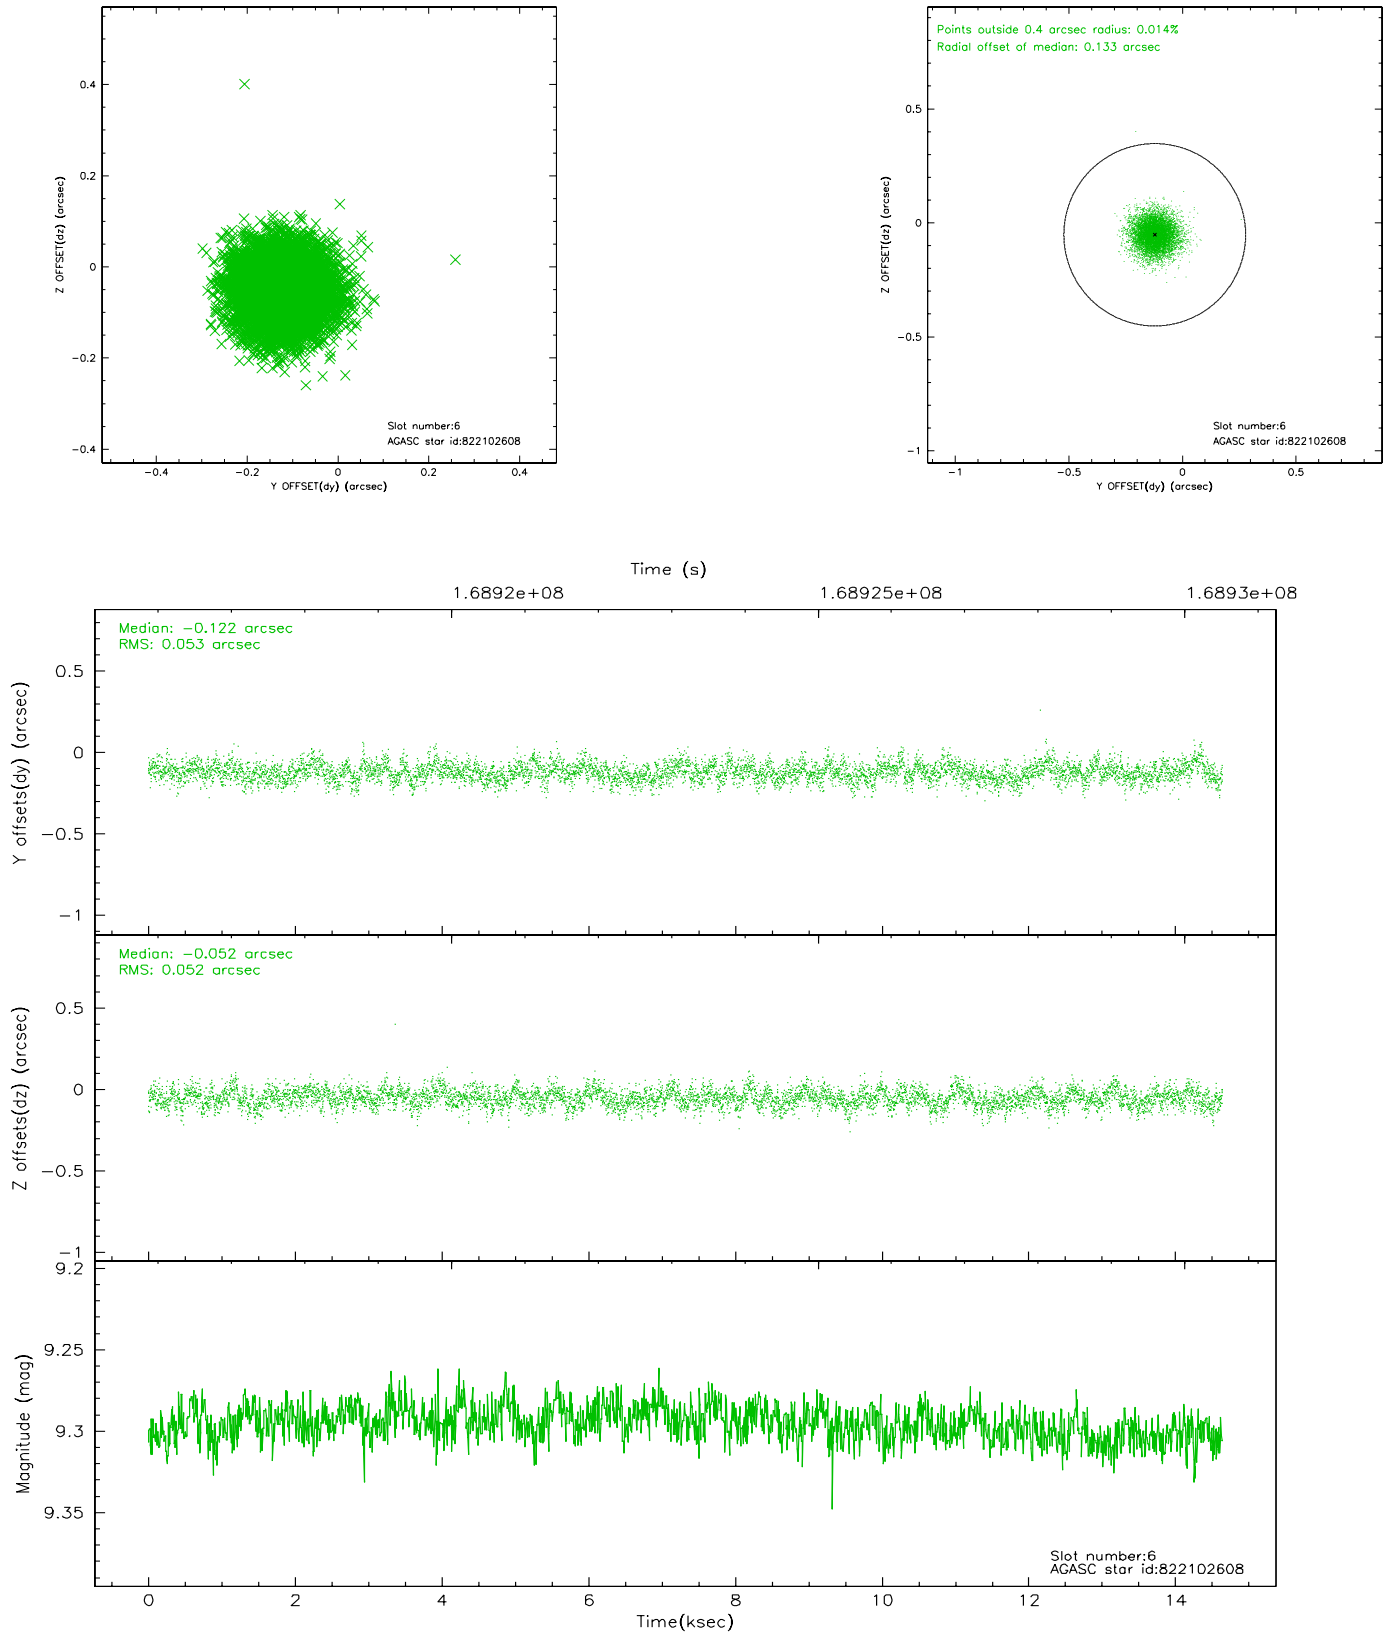 0.4
0.2
0
−0.2
−0.4
Z OFFSET(dz) (arcsec)
−0.4
−0.2
0
0.2
0.4
Y OFFSET(dy) (arcsec)
Slot number:6
AGASC star id:822102608
Points outside 0.4 arcsec radius: 0.014%
Radial offset of median: 0.133 arcsec
0.5
0
−0.5
−1
Z OFFSET(dz) (arcsec)
−1
−0.5
0
0.5
Y OFFSET(dy) (arcsec)
Slot number:6
AGASC star id:822102608
Time (s)
1.6892e+08
1.68925e+08
1.6893e+08
Median: −0.122 arcsec
RMS: 0.053 arcsec
0.5
0
−0.5
−1
Y offsets(dy) (arcsec)
Median: −0.052 arcsec
RMS: 0.052 arcsec
0.5
0
−0.5
−1
Z offsets(dz) (arcsec)
9.2
9.25
9.3
9.35
Magnitude (mag)
Slot number:6
AGASC star id:822102608
0
2
4
6
8
10
12
14
Time(ksec)